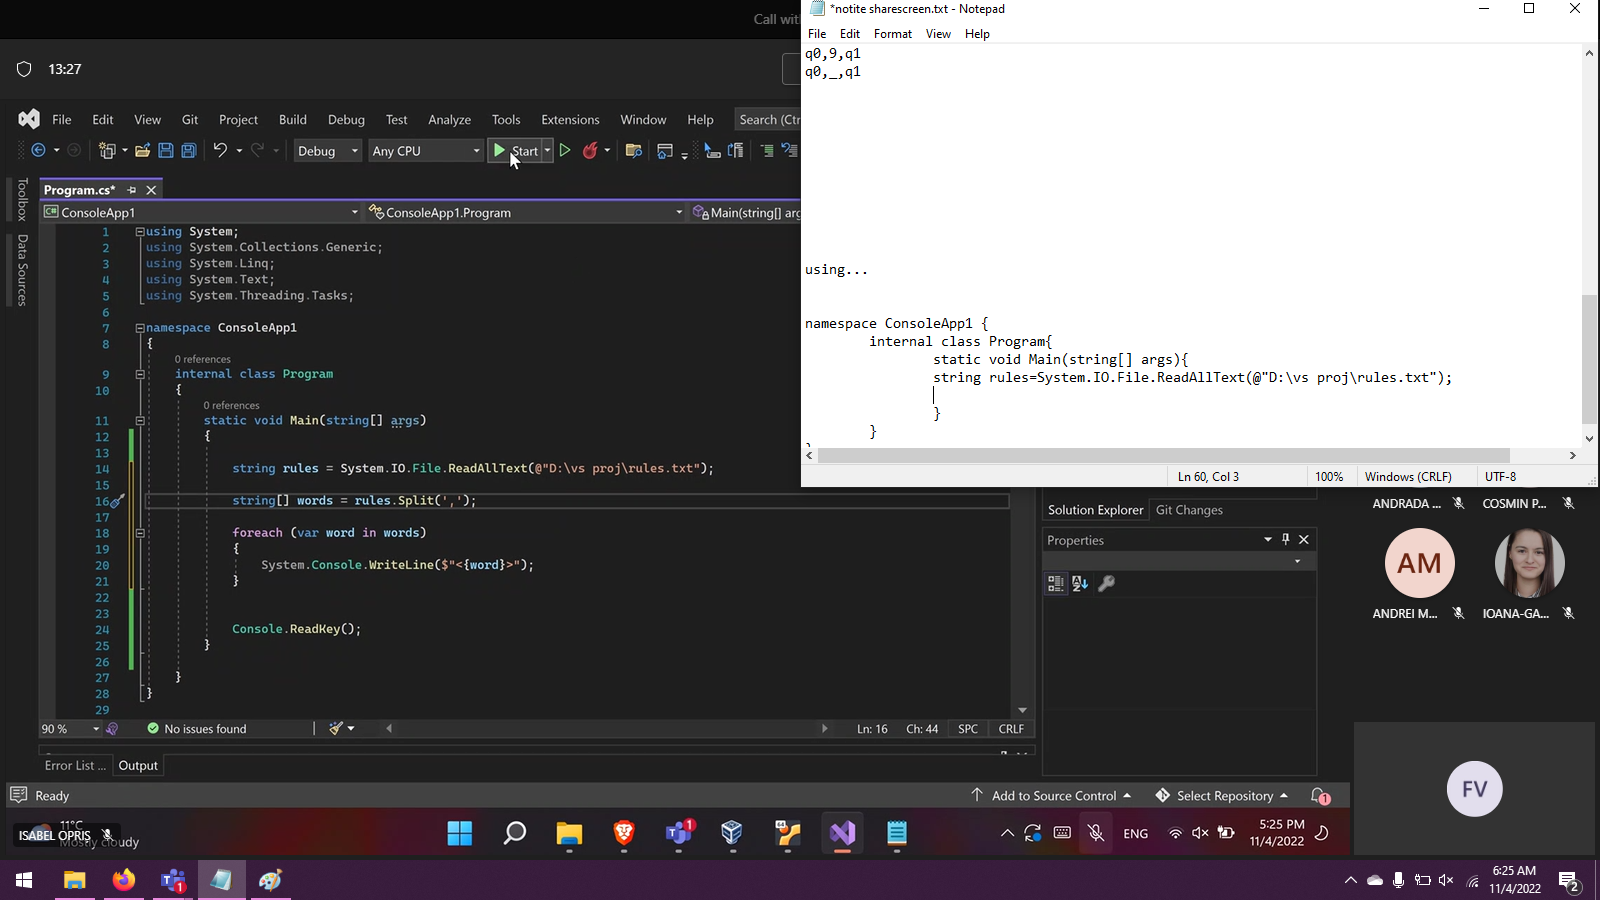 Call with
13:27
File Edit View Git Project Build Debug Test Analyze Tools Extensions Window Help Search (Ctr
Debug Any CPU Start
Toolbox
Data Sources
Program.cs*
ConsoleApp1 ConsoleApp1.Program Main(string[] arg
1 using System;
2 using System.Collections.Generic;
3 using System.Linq;
4 using System.Text;
5 using System.Threading.Tasks;
6
7 namespace ConsoleApp1
8 {
0 references
9 internal class Program
10 {
0 references
11 static void Main(string[] args)
12 {
13
14 string rules = System.IO.File.ReadAllText(@"D:\vs proj\rules.txt");
15
16 string[] words = rules.Split(',');
17
18 foreach (var word in words)
19 {
20 System.Console.WriteLine($"<{word}>");
21 }
22
23
24 Console.ReadKey();
25 }
26
27 }
28 }
29
90 % No issues found Ln: 16 Ch: 44 SPC CRLF
Error List ... Output
Ready Add to Source Control Select Repository 1
*notite sharescreen.txt - Notepad
File Edit Format View Help
q0,9,q1
q0,_,q1
using...
namespace ConsoleApp1 {
internal class Program{
static void Main(string[] args){
string rules=System.IO.File.ReadAllText(@"D:\vs proj\rules.txt");
}
}
Ln 60, Col 3 100% Windows (CRLF) UTF-8
Solution Explorer Git Changes
Properties
ANDRADA ... COSMIN P...
AM
ANDREI M... IOANA-GA...
FV
11°C
Mostly cloudy
ISABEL OPRIS
1
ENG
5:25 PM
11/4/2022
1
6:25 AM
11/4/2022
2